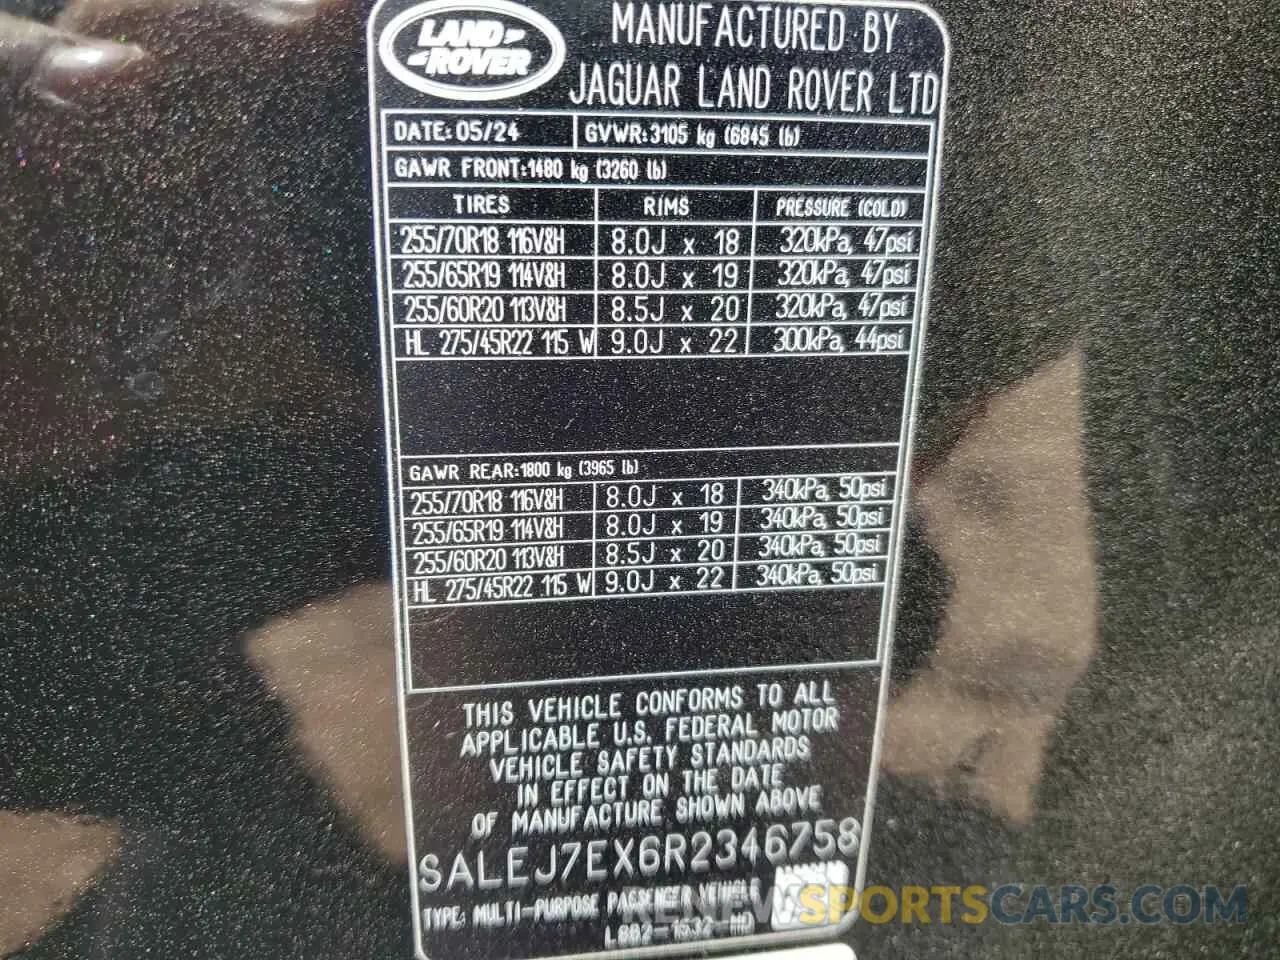 LAND ROVER
MANUFACTURED BY
JAGUAR LAND ROVER LTD
DATE: 05/24 GVWR: 3105 kg (6845 lb)
GAWR FRONT: 1480 kg (3260 lb)
TIRES RIMS PRESSURE (COLD)
255/70R18 116V&H 8.0J x 18 320kPa, 47psi
255/65R19 114V&H 8.0J x 19 320kPa, 47psi
255/60R20 113V&H 8.5J x 20 320kPa, 47psi
HL 275/45R22 115 W 9.0J x 22 300kPa, 44psi
GAWR REAR: 1800 kg (3965 lb)
255/70R18 116V&H 8.0J x 18 340kPa, 50psi
255/65R19 114V&H 8.0J x 19 340kPa, 50psi
255/60R20 113V&H 8.5J x 20 340kPa, 50psi
HL 275/45R22 115 W 9.0J x 22 340kPa, 50psi
THIS VEHICLE CONFORMS TO ALL
APPLICABLE U.S. FEDERAL MOTOR
VEHICLE SAFETY STANDARDS
IN EFFECT ON THE DATE
OF MANUFACTURE SHOWN ABOVE
SALEJ7EX6R2346758
TYPE: MULTI-PURPOSE PASSENGER VEHICLE
RENEWSPORTSCARS.COM